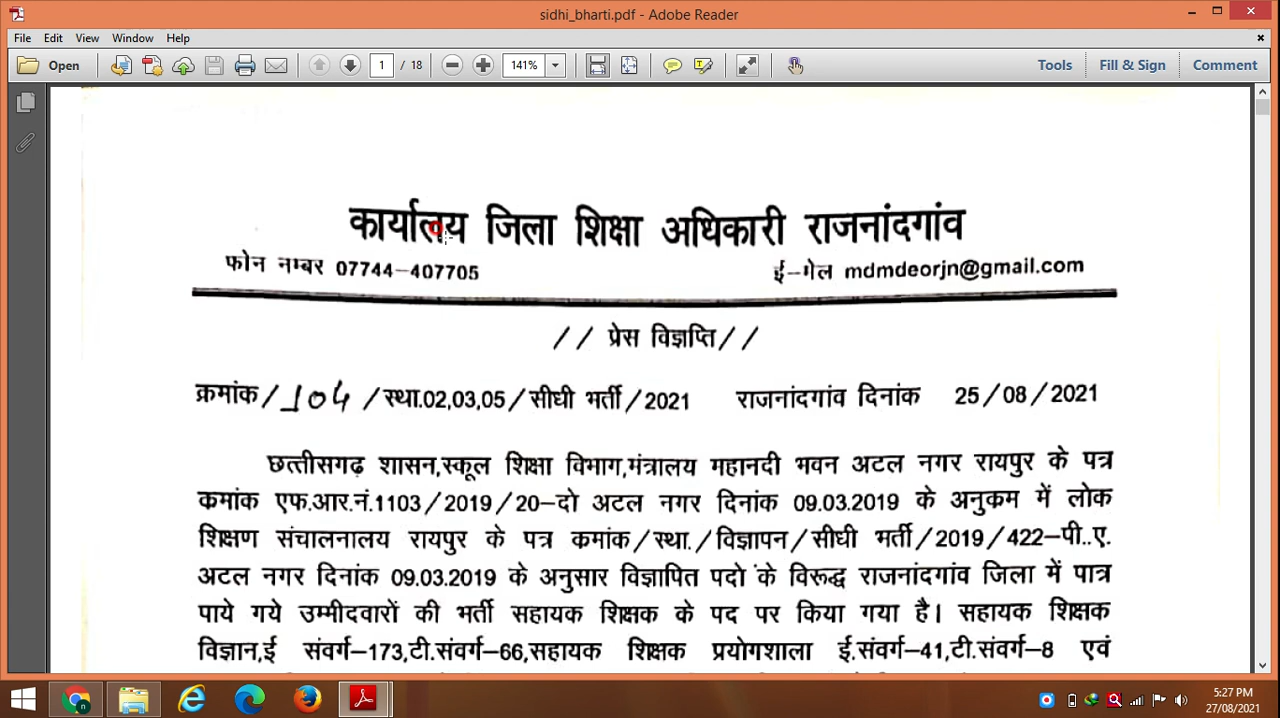 sidhi_bharti.pdf - Adobe Reader
File Edit View Window Help
Open 1 / 18 141% Tools Fill & Sign Comment
कार्यालय जिला शिक्षा अधिकारी राजनांदगांव
फोन नम्बर 07744-407705 ई-मेल mdmdeorjn@gmail.com
// प्रेस विज्ञप्ति//
क्रमांक/104/स्था.02,03,05/सीधी भर्ती/2021 राजनांदगांव दिनांक 25/08/2021
छत्तीसगढ़ शासन,स्कूल शिक्षा विभाग,मंत्रालय महानदी भवन अटल नगर रायपुर के पत्र
कमांक एफ.आर.नं.1103/2019/20-दो अटल नगर दिनांक 09.03.2019 के अनुकम में लोक
शिक्षण संचालनालय रायपुर के पत्र कमांक/स्था./विज्ञापन/सीधी भर्ती/2019/422-पी..ए.
अटल नगर दिनांक 09.03.2019 के अनुसार विज्ञापित पदो के विरूद्ध राजनांदगांव जिला में पात्र
पाये गये उम्मीदवारों की भर्ती सहायक शिक्षक के पद पर किया गया है। सहायक शिक्षक
विज्ञान,ई संवर्ग-173,टी.संवर्ग-66,सहायक शिक्षक प्रयोगशाला ई.संवर्ग-41,टी.संवर्ग-8 एवं
5:27 PM
27/08/2021